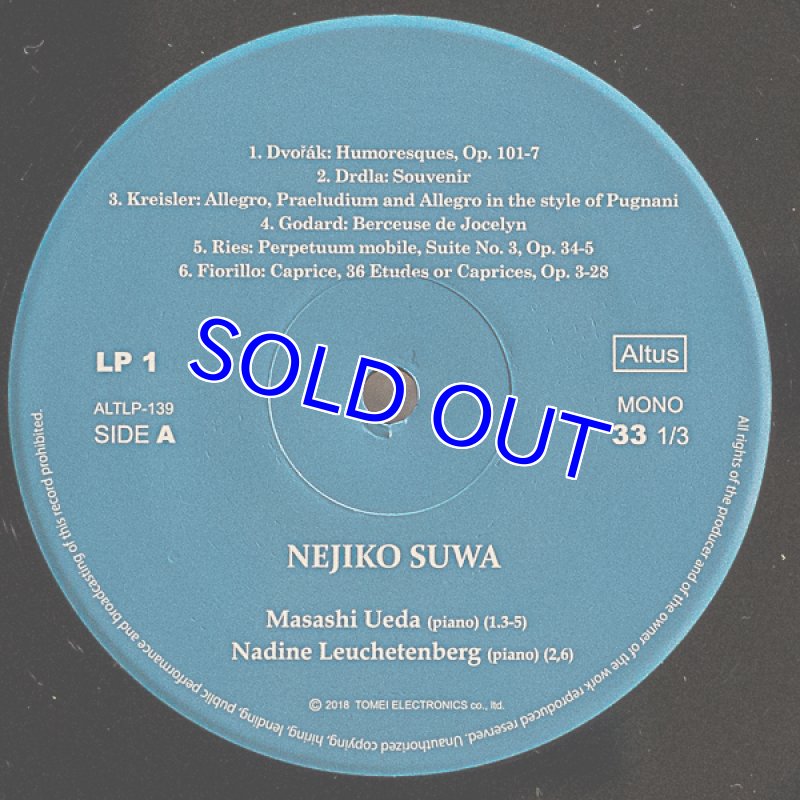 1. Dvořák: Humoresques, Op. 101-7
2. Drdla: Souvenir
3. Kreisler: Allegro, Praeludium and Allegro in the style of Pugnani
4. Godard: Berceuse de Jocelyn
5. Ries: Perpetuum mobile, Suite No. 3, Op. 34-5
6. Fiorillo: Caprice, 36 Etudes or Caprices, Op. 3-28
SOLD OUT
LP 1
ALTLP-139
SIDE A
Altus
MONO
33 1/3
NEJIKO SUWA
Masashi Ueda (piano) (1.3-5)
Nadine Leuchetenberg (piano) (2,6)
© 2018 TOMEI ELECTRONICS co., ltd.
All rights of the producer and of the owner of the work reproduced reserved. Unauthorized copying, hiring, lending, public performance and broadcasting of this record prohibited.